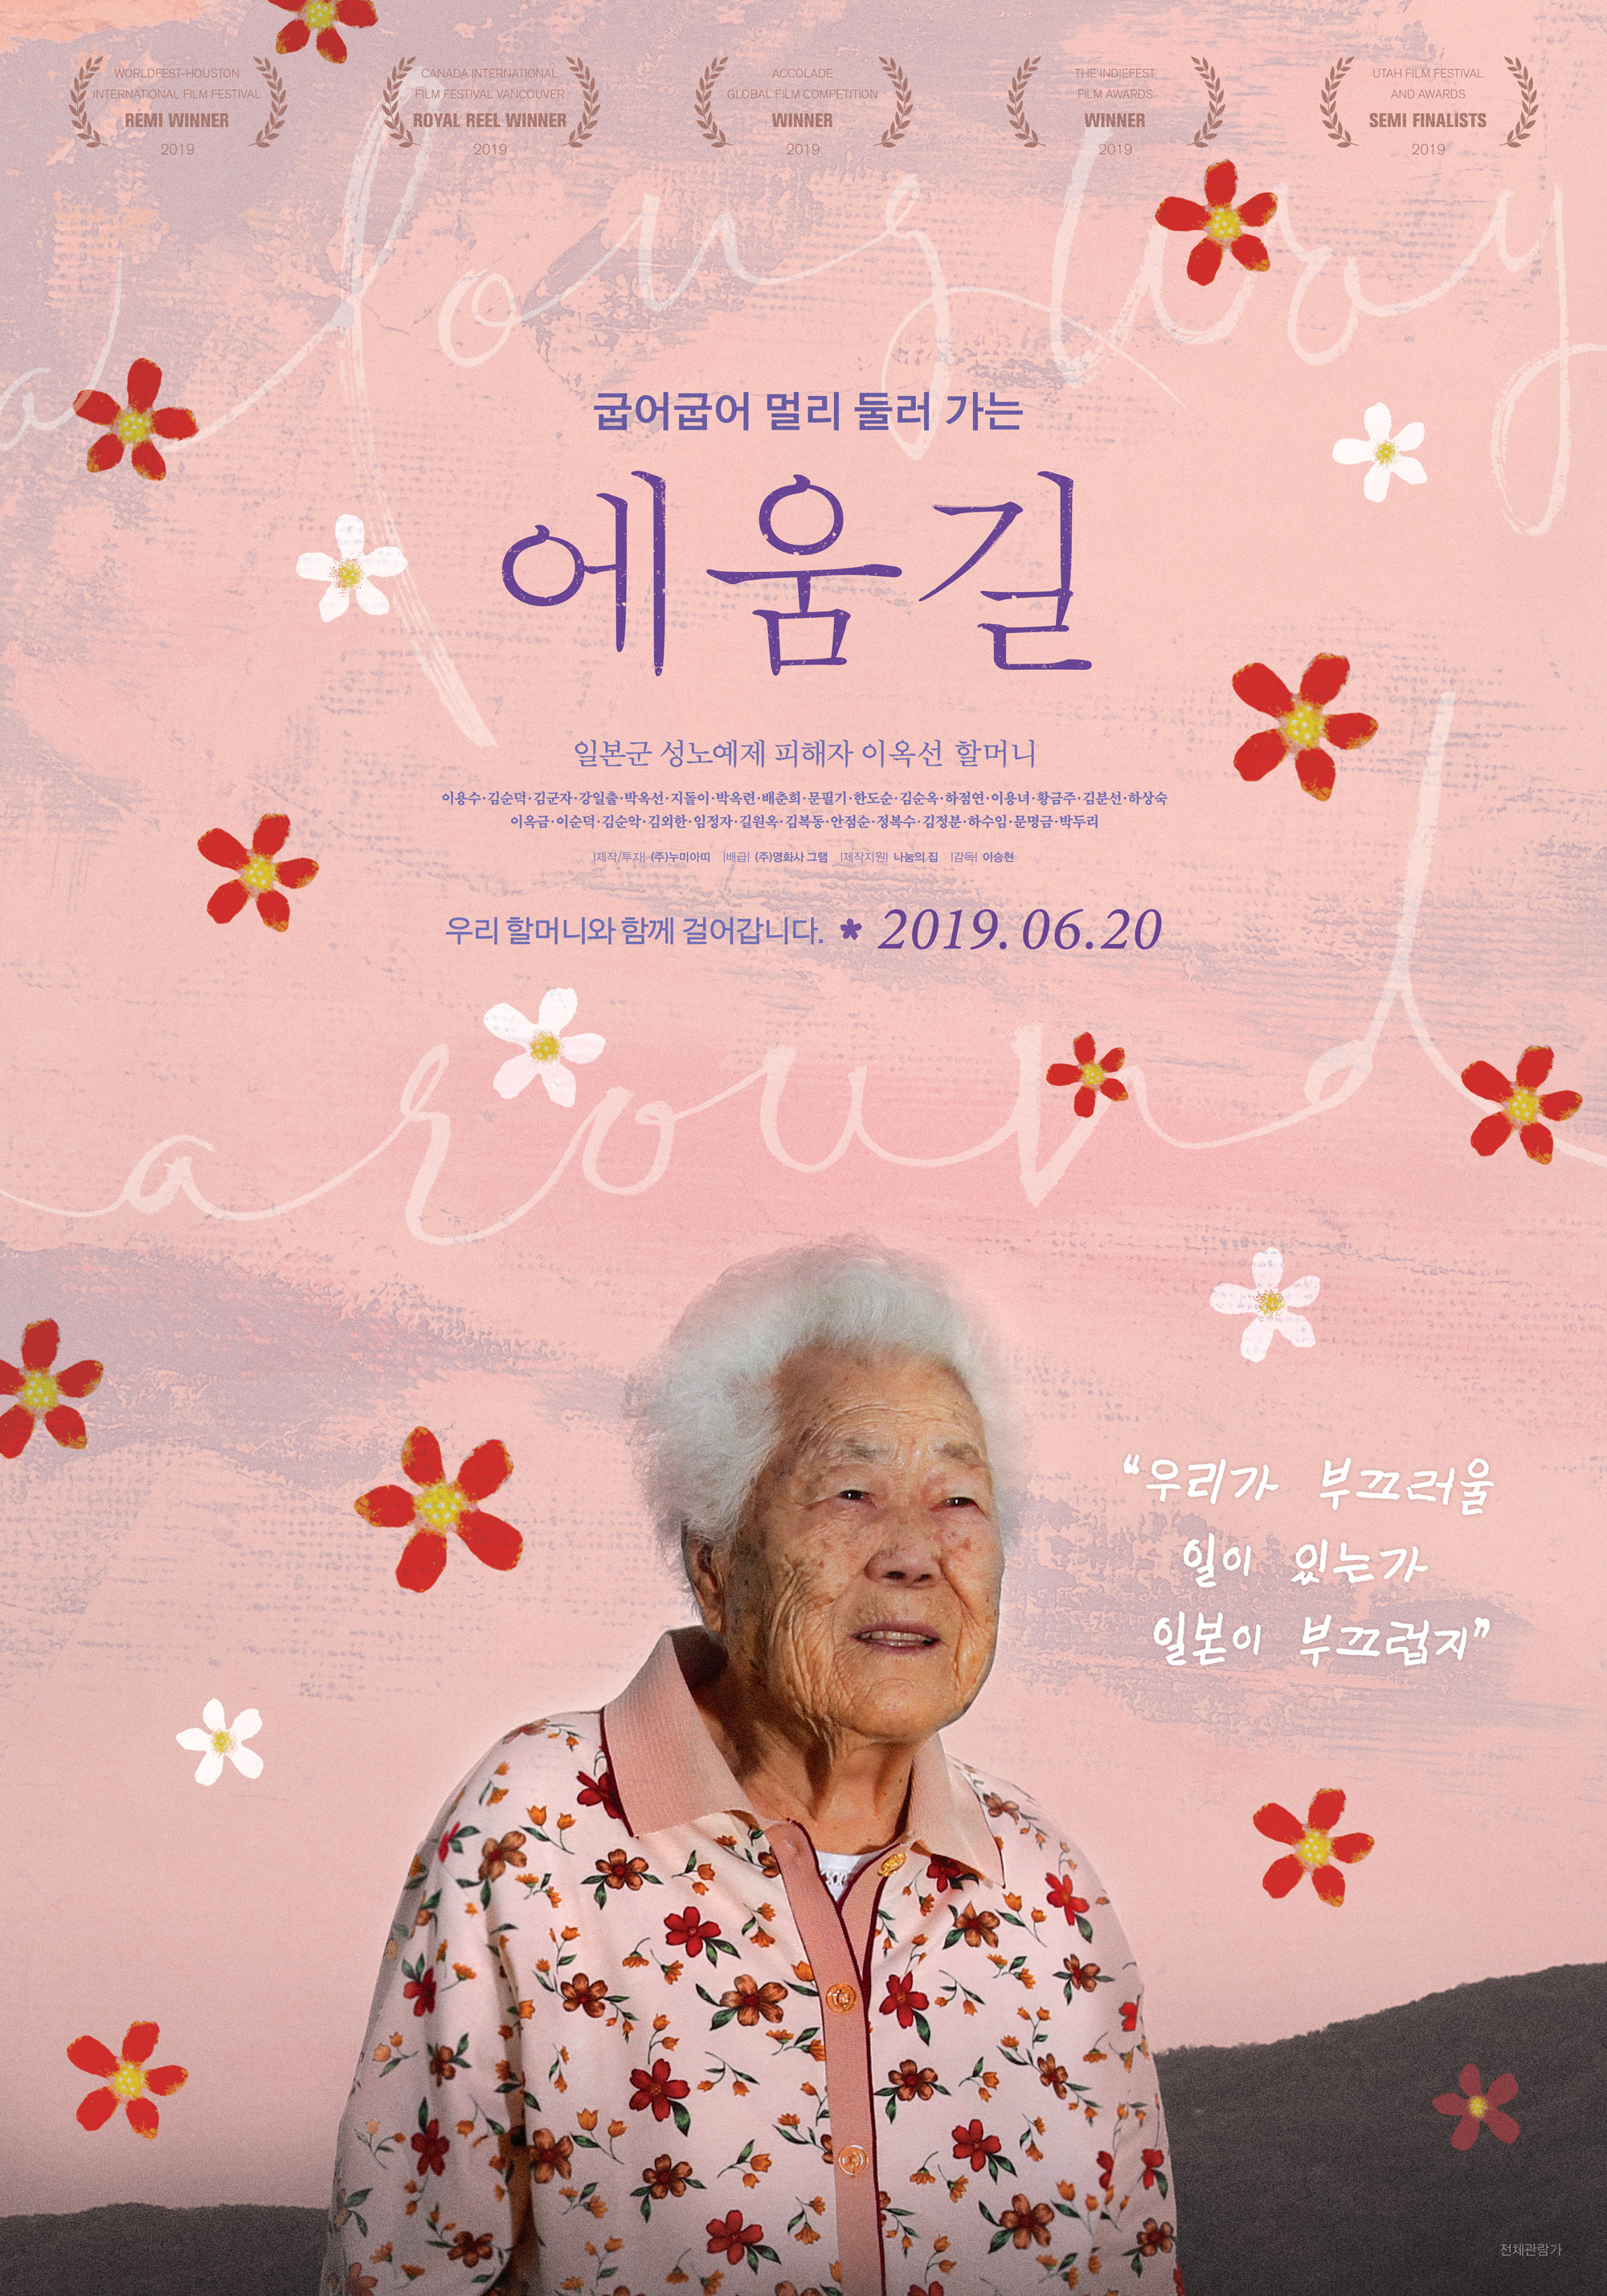 WORLDFEST-HOUSTON
INTERNATIONAL FILM FESTIVAL
REMI WINNER
2019
CANADA INTERNATIONAL
FILM FESTIVAL VANCOUVER
ROYAL REEL WINNER
2019
ACCOLADE
GLOBAL FILM COMPETITION
WINNER
2019
THE INDIEFEST
FILM AWARDS
WINNER
2019
UTAH FILM FESTIVAL
AND AWARDS
SEMI FINALISTS
2019
a long way
굽어굽어 멀리 둘러 가는
에움길
일본군 성노예제 피해자 이옥선 할머니
이용수·김순덕·김군자·강일출·박옥선·지돌이·박옥련·배춘희·문필기·한도순·김순옥·하점연·이용녀·황금주·김분선·하상숙
이옥금·이순덕·김순악·김외한·임정자·길원옥·김복동·안점순·정복수·김정분·하수임·문명금·박두리
|제작/투자| (주)누미아띠 |배급| (주)영화사 그램 |제작지원| 나눔의 집 |감독| 이승현
우리 할머니와 함께 걸어갑니다. 2019. 06.20
around
“우리가 부끄러울
일이 있는가
일본이 부끄럽지”
전체관람가